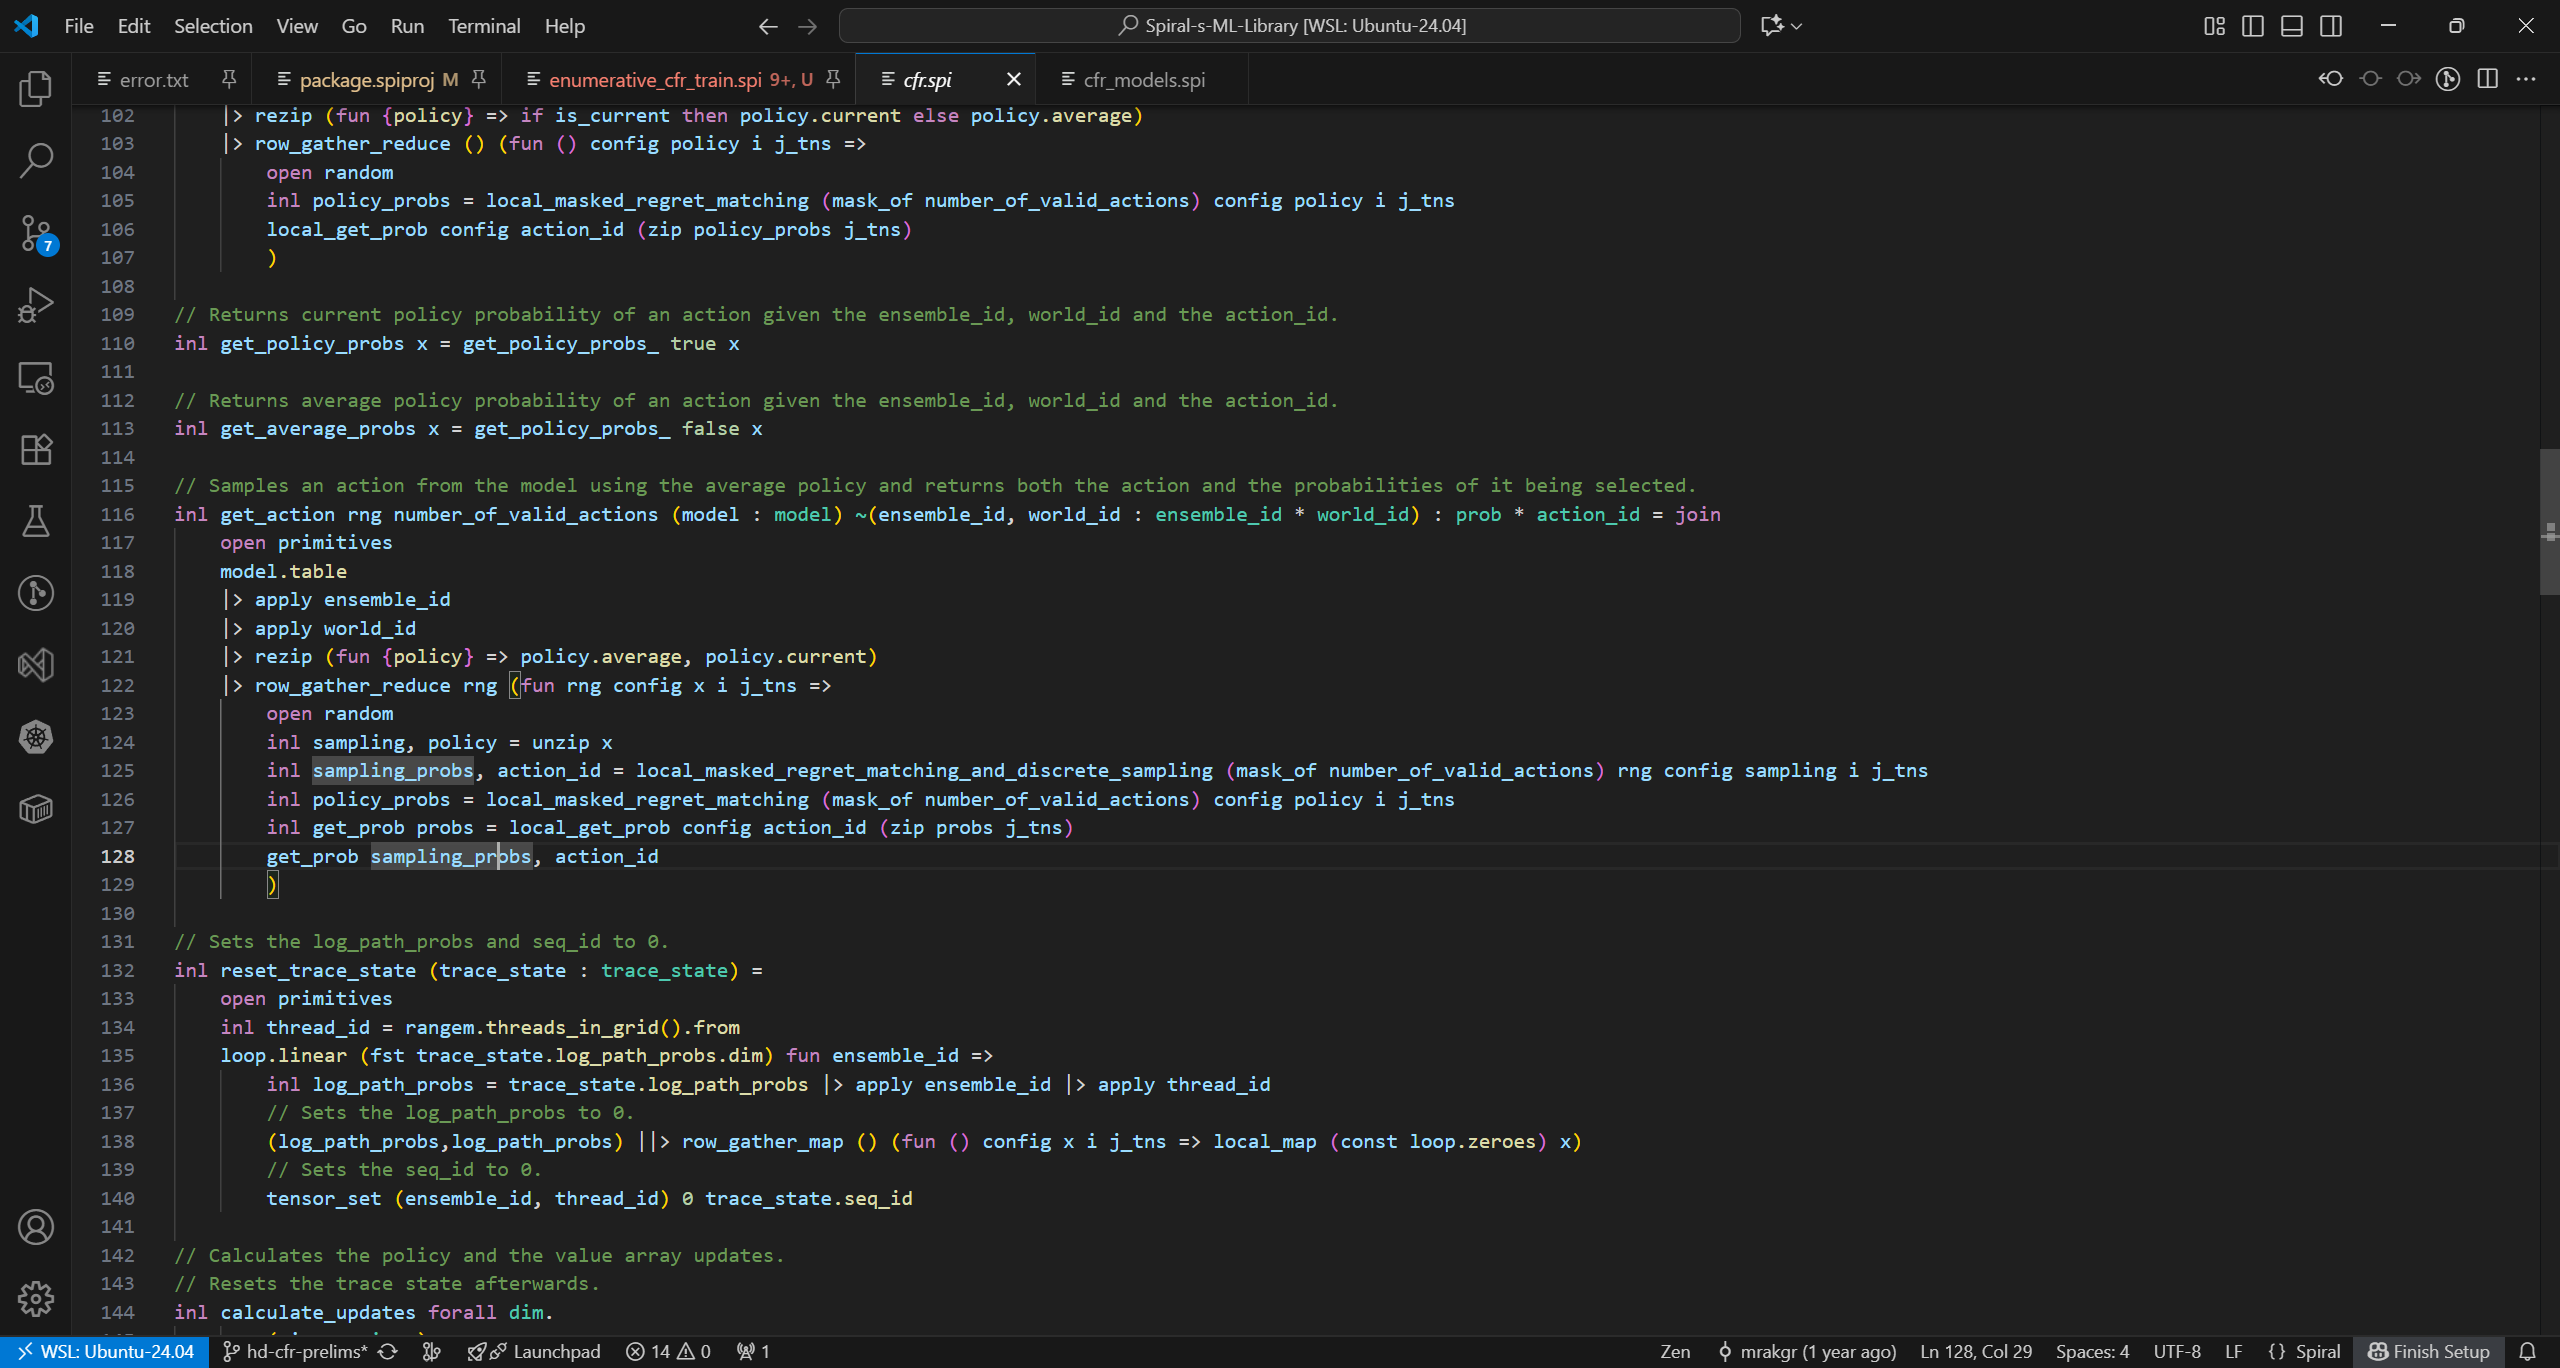 File Edit Selection View Go Run Terminal Help Spiral-s-ML-Library [WSL: Ubuntu-24.04]
error.txt package.spiproj M enumerative_cfr_train.spi 9+, U cfr.spi cfr_models.spi
102 |> rezip (fun {policy} => if is_current then policy.current else policy.average)
103 |> row_gather_reduce () (fun () config policy i j_tns =>
104 open random
105 inl policy_probs = local_masked_regret_matching (mask_of number_of_valid_actions) config policy i j_tns
106 local_get_prob config action_id (zip policy_probs j_tns)
107 )
108
109 // Returns current policy probability of an action given the ensemble_id, world_id and the action_id.
110 inl get_policy_probs x = get_policy_probs_ true x
111
112 // Returns average policy probability of an action given the ensemble_id, world_id and the action_id.
113 inl get_average_probs x = get_policy_probs_ false x
114
115 // Samples an action from the model using the average policy and returns both the action and the probabilities of it being selected.
116 inl get_action rng number_of_valid_actions (model : model) ~(ensemble_id, world_id : ensemble_id * world_id) : prob * action_id = join
117 open primitives
118 model.table
119 |> apply ensemble_id
120 |> apply world_id
121 |> rezip (fun {policy} => policy.average, policy.current)
122 |> row_gather_reduce rng (fun rng config x i j_tns =>
123 open random
124 inl sampling, policy = unzip x
125 inl sampling_probs, action_id = local_masked_regret_matching_and_discrete_sampling (mask_of number_of_valid_actions) rng config sampling i j_tns
126 inl policy_probs = local_masked_regret_matching (mask_of number_of_valid_actions) config policy i j_tns
127 inl get_prob probs = local_get_prob config action_id (zip probs j_tns)
128 get_prob sampling_probs, action_id
129 )
130
131 // Sets the log_path_probs and seq_id to 0.
132 inl reset_trace_state (trace_state : trace_state) =
133 open primitives
134 inl thread_id = rangem.threads_in_grid().from
135 loop.linear (fst trace_state.log_path_probs.dim) fun ensemble_id =>
136 inl log_path_probs = trace_state.log_path_probs |> apply ensemble_id |> apply thread_id
137 // Sets the log_path_probs to 0.
138 (log_path_probs,log_path_probs) ||> row_gather_map () (fun () config x i j_tns => local_map (const loop.zeroes) x)
139 // Sets the seq_id to 0.
140 tensor_set (ensemble_id, thread_id) 0 trace_state.seq_id
141
142 // Calculates the policy and the value array updates.
143 // Resets the trace state afterwards.
144 inl calculate_updates forall dim.
7
WSL: Ubuntu-24.04 hd-cfr-prelims* Launchpad 14 0 1 Zen mrakgr (1 year ago) Ln 128, Col 29 Spaces: 4 UTF-8 LF {} Spiral Finish Setup